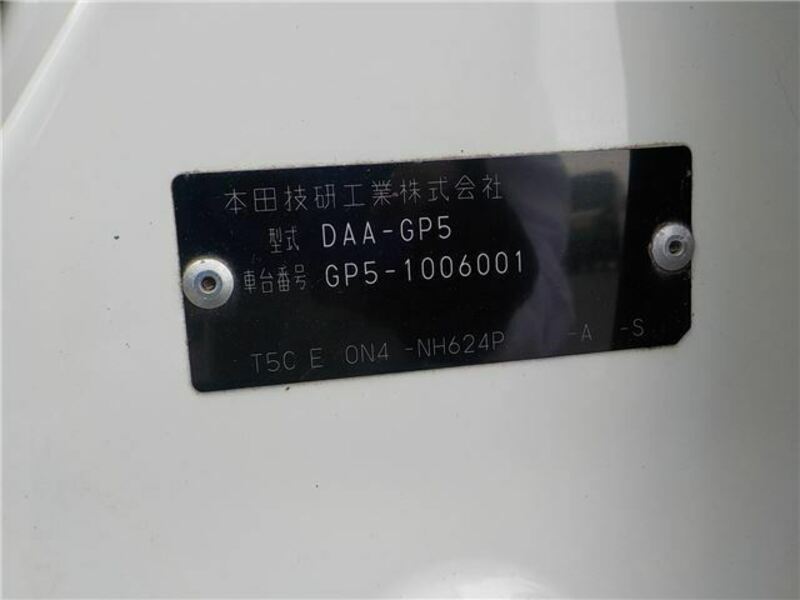 本田技研工業株式会社
型式 DAA-GP5
車台番号 GP5-1006001
T5C E 0N4 -NH624P -A -S